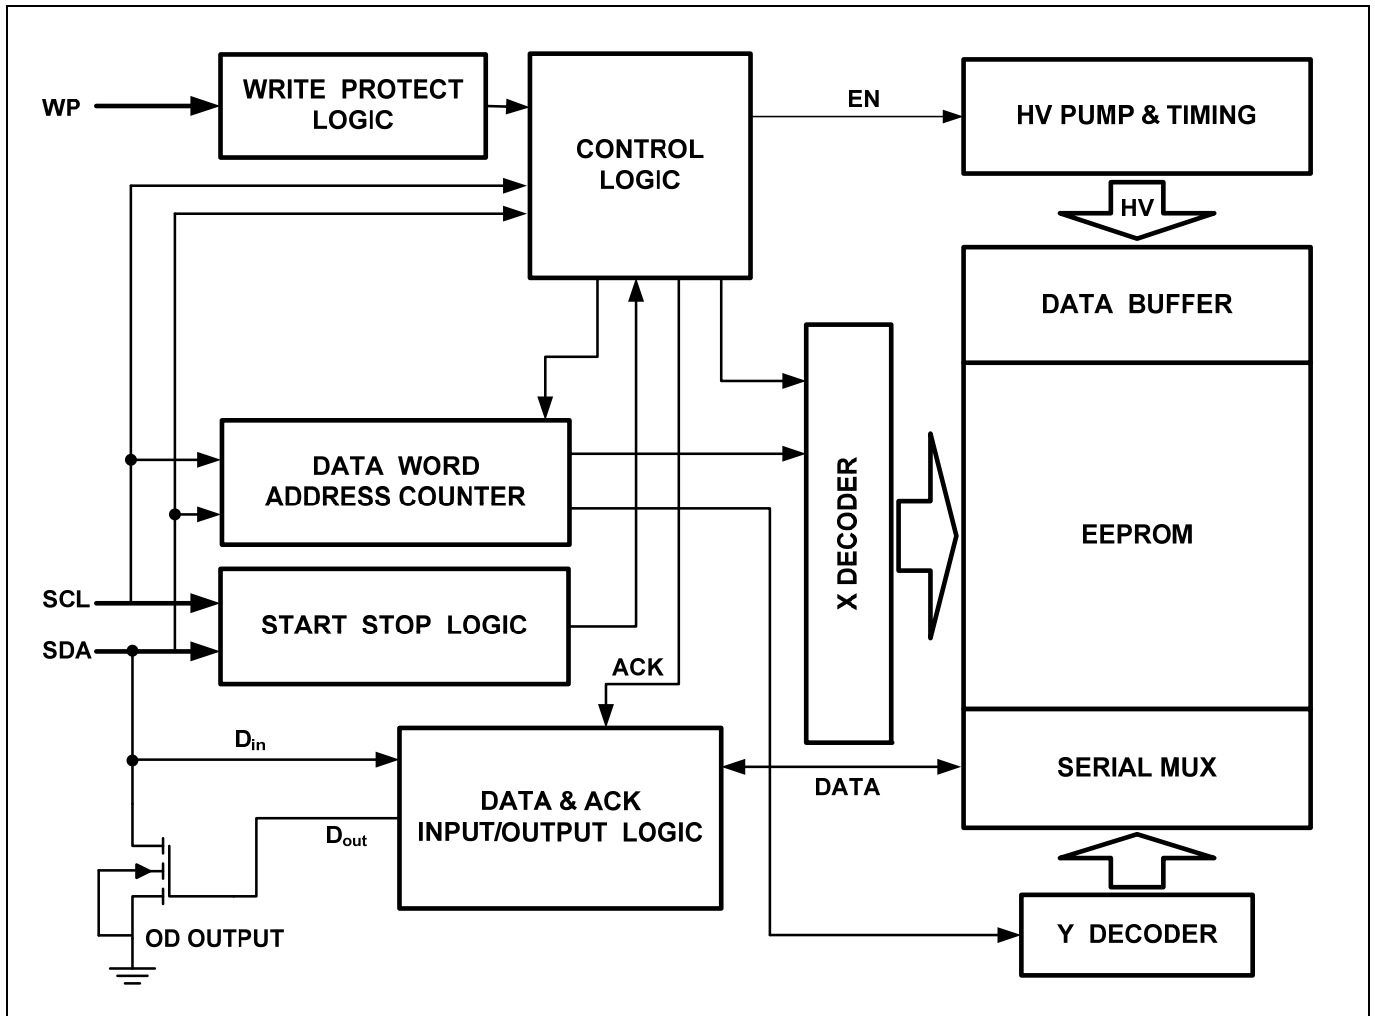 WP
WRITE PROTECT
LOGIC
CONTROL
LOGIC
EN
HV PUMP & TIMING
HV
DATA BUFFER
DATA WORD
ADDRESS COUNTER
X DECODER
EEPROM
SCL
SDA
START STOP LOGIC
ACK
Din
Dout
DATA & ACK
INPUT/OUTPUT LOGIC
DATA
SERIAL MUX
OD OUTPUT
Y DECODER